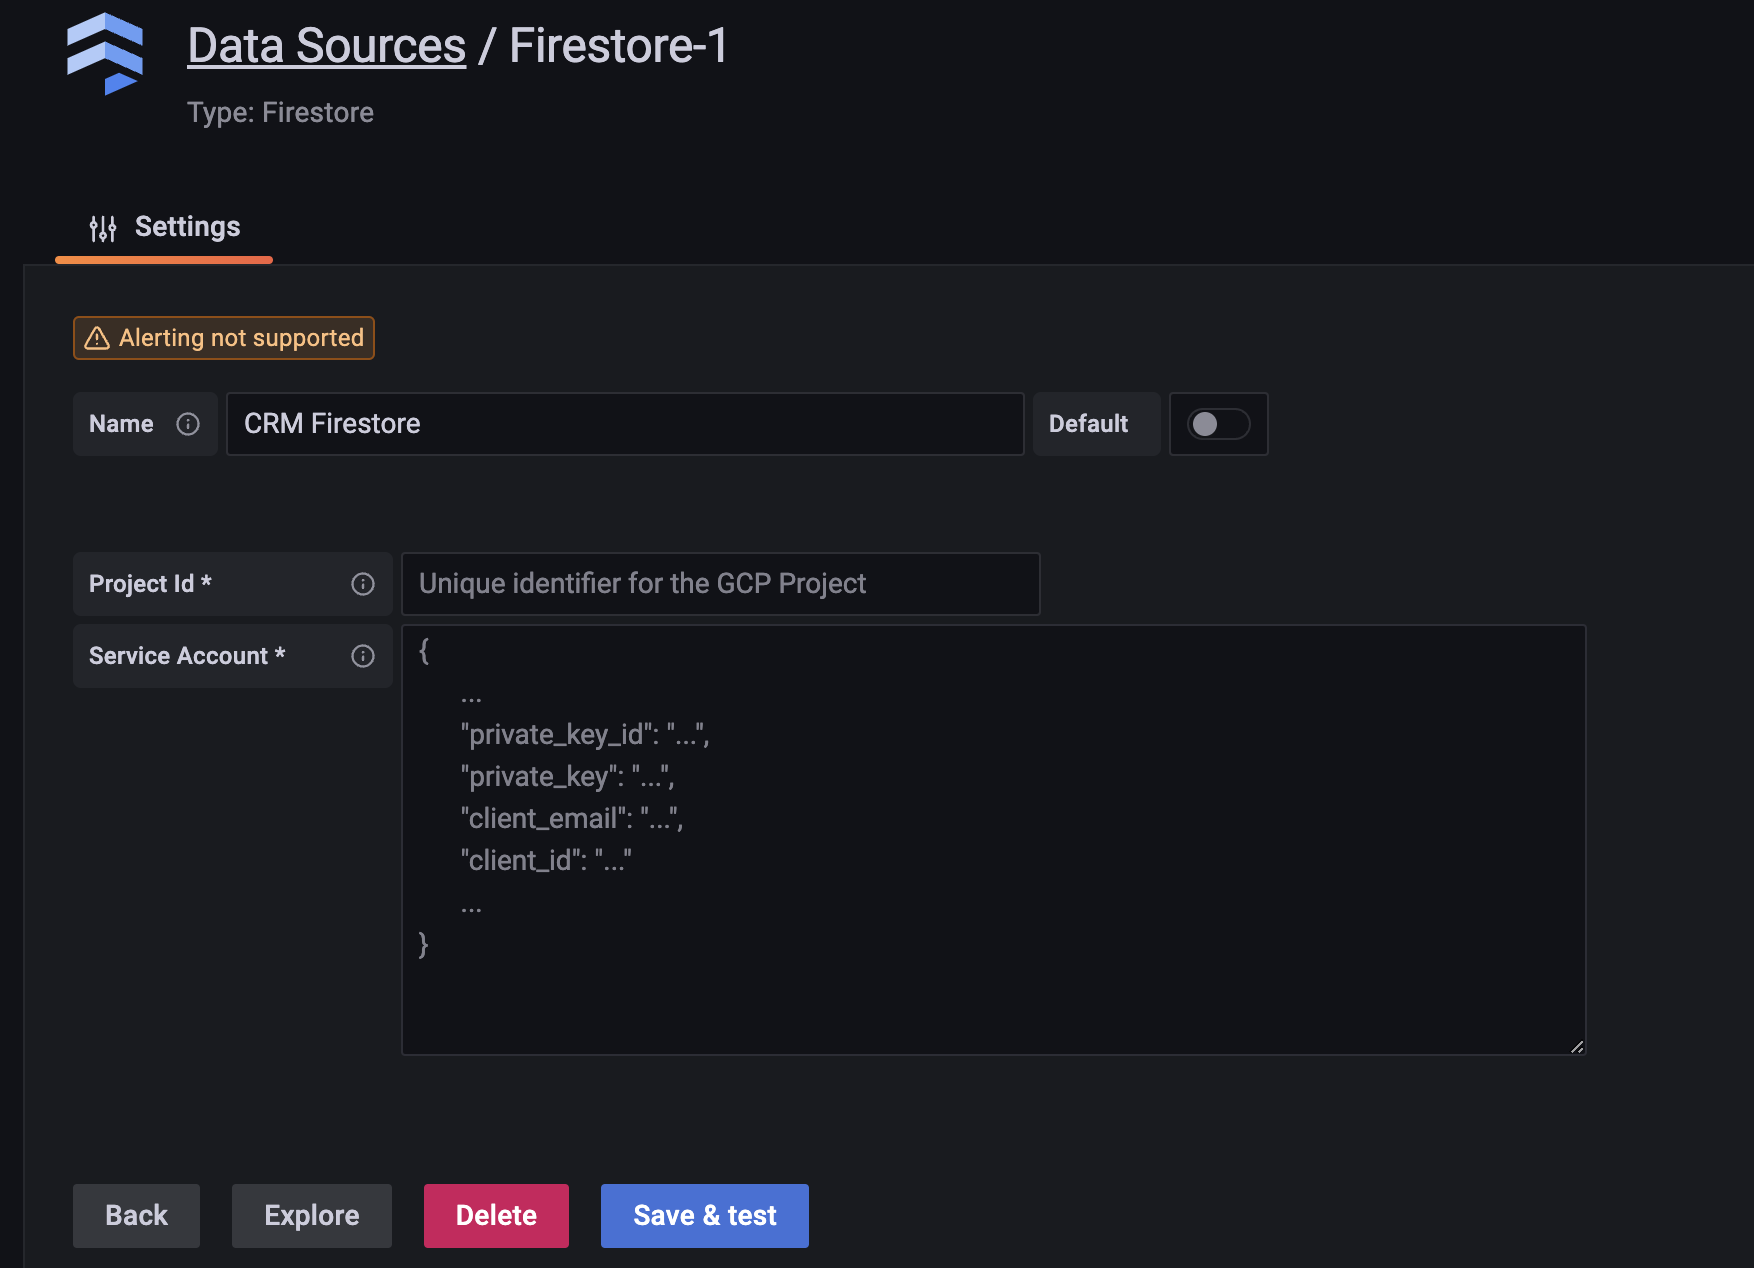 Data Sources / Firestore-1
Type: Firestore
Settings
Alerting not supported
Name CRM Firestore Default
Project Id * Unique identifier for the GCP Project
Service Account * {
...
"private_key_id": "...",
"private_key": "...",
"client_email": "...",
"client_id": "..."
...
}
Back Explore Delete Save & test